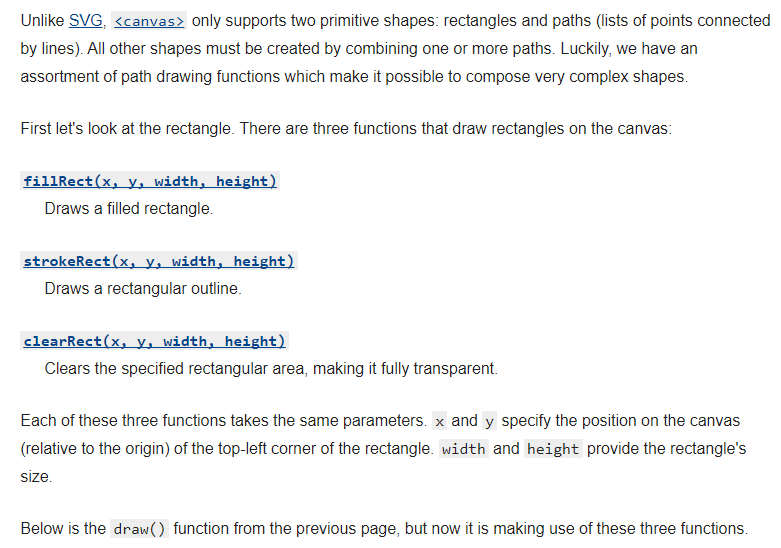 Unlike SVG, <canvas> only supports two primitive shapes: rectangles and paths (lists of points connected
by lines). All other shapes must be created by combining one or more paths. Luckily, we have an
assortment of path drawing functions which make it possible to compose very complex shapes.
First let's look at the rectangle. There are three functions that draw rectangles on the canvas:
fillRect(x, y, width, height)
Draws a filled rectangle.
strokeRect(x, y, width, height)
Draws a rectangular outline.
clearRect(x, y, width, height)
Clears the specified rectangular area, making it fully transparent.
Each of these three functions takes the same parameters. x and y specify the position on the canvas
(relative to the origin) of the top-left corner of the rectangle. width and height provide the rectangle's
size.
Below is the draw() function from the previous page, but now it is making use of these three functions.